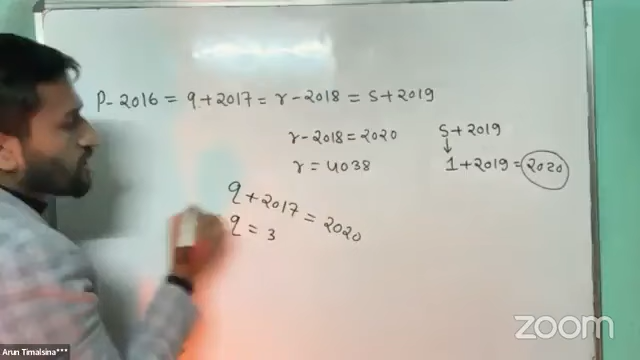 P - 2016 = q + 2017 = r - 2018 = s + 2019
r - 2018 = 2020
r = 4038
s + 2019
↓
1 + 2019 = 2020
q + 2017 = 2020
q = 3
zoom
Arun Timalsina***